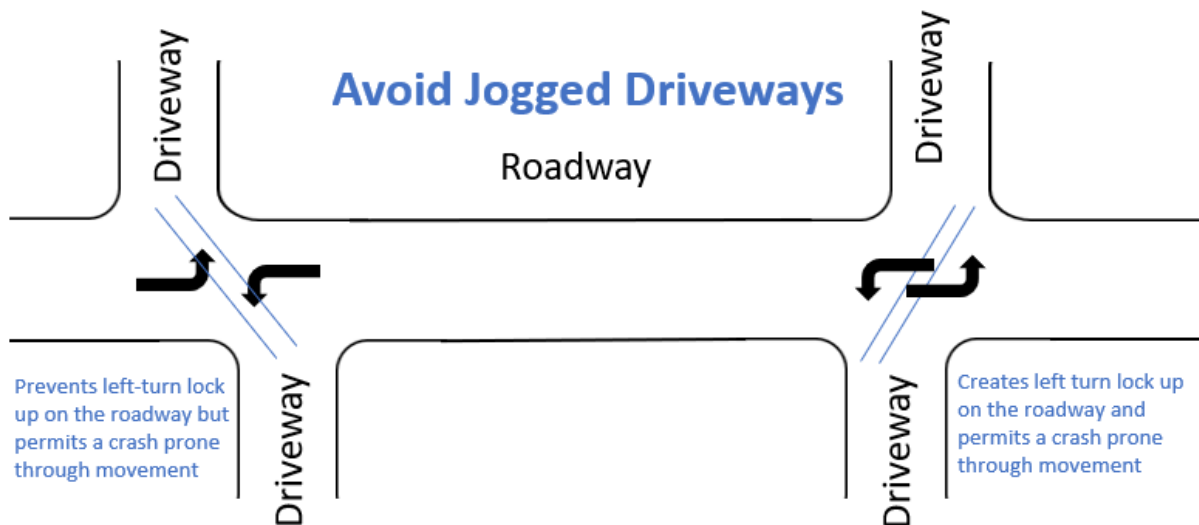 Driveway
Driveway
Avoid Jogged Driveways
Roadway
Prevents left-turn lock
up on the roadway but
permits a crash prone
through movement
Driveway
Driveway
Creates left turn lock up
on the roadway and
permits a crash prone
through movement